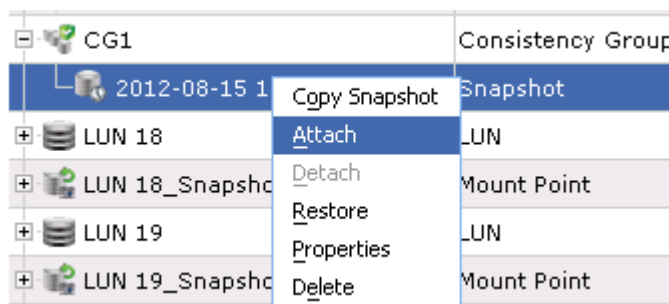 CG1 Consistency Group
2012-08-15 1 Snapshot
Copy Snapshot
LUN 18 Attach LUN
Detach
LUN 18_Snapsho Mount Point
Restore
LUN 19 LUN
Properties
LUN 19_Snapsho Delete Mount Point